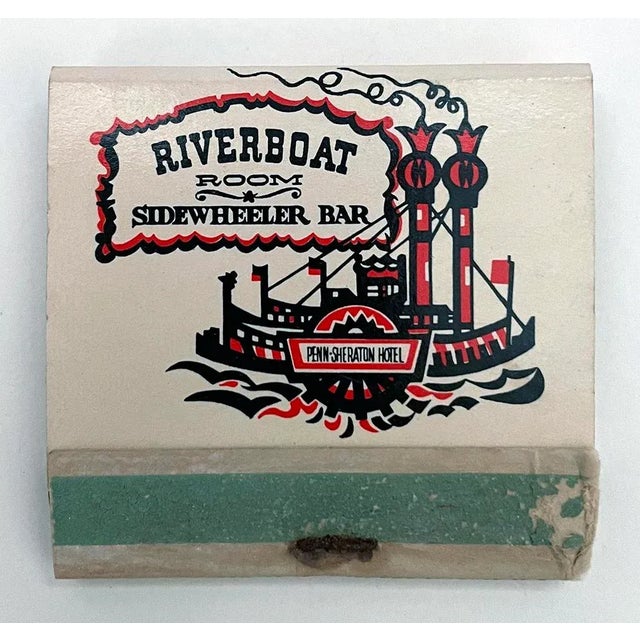 RIVERBOAT
ROOM
SIDEWHEELER BAR
PENN-SHERATON HOTEL